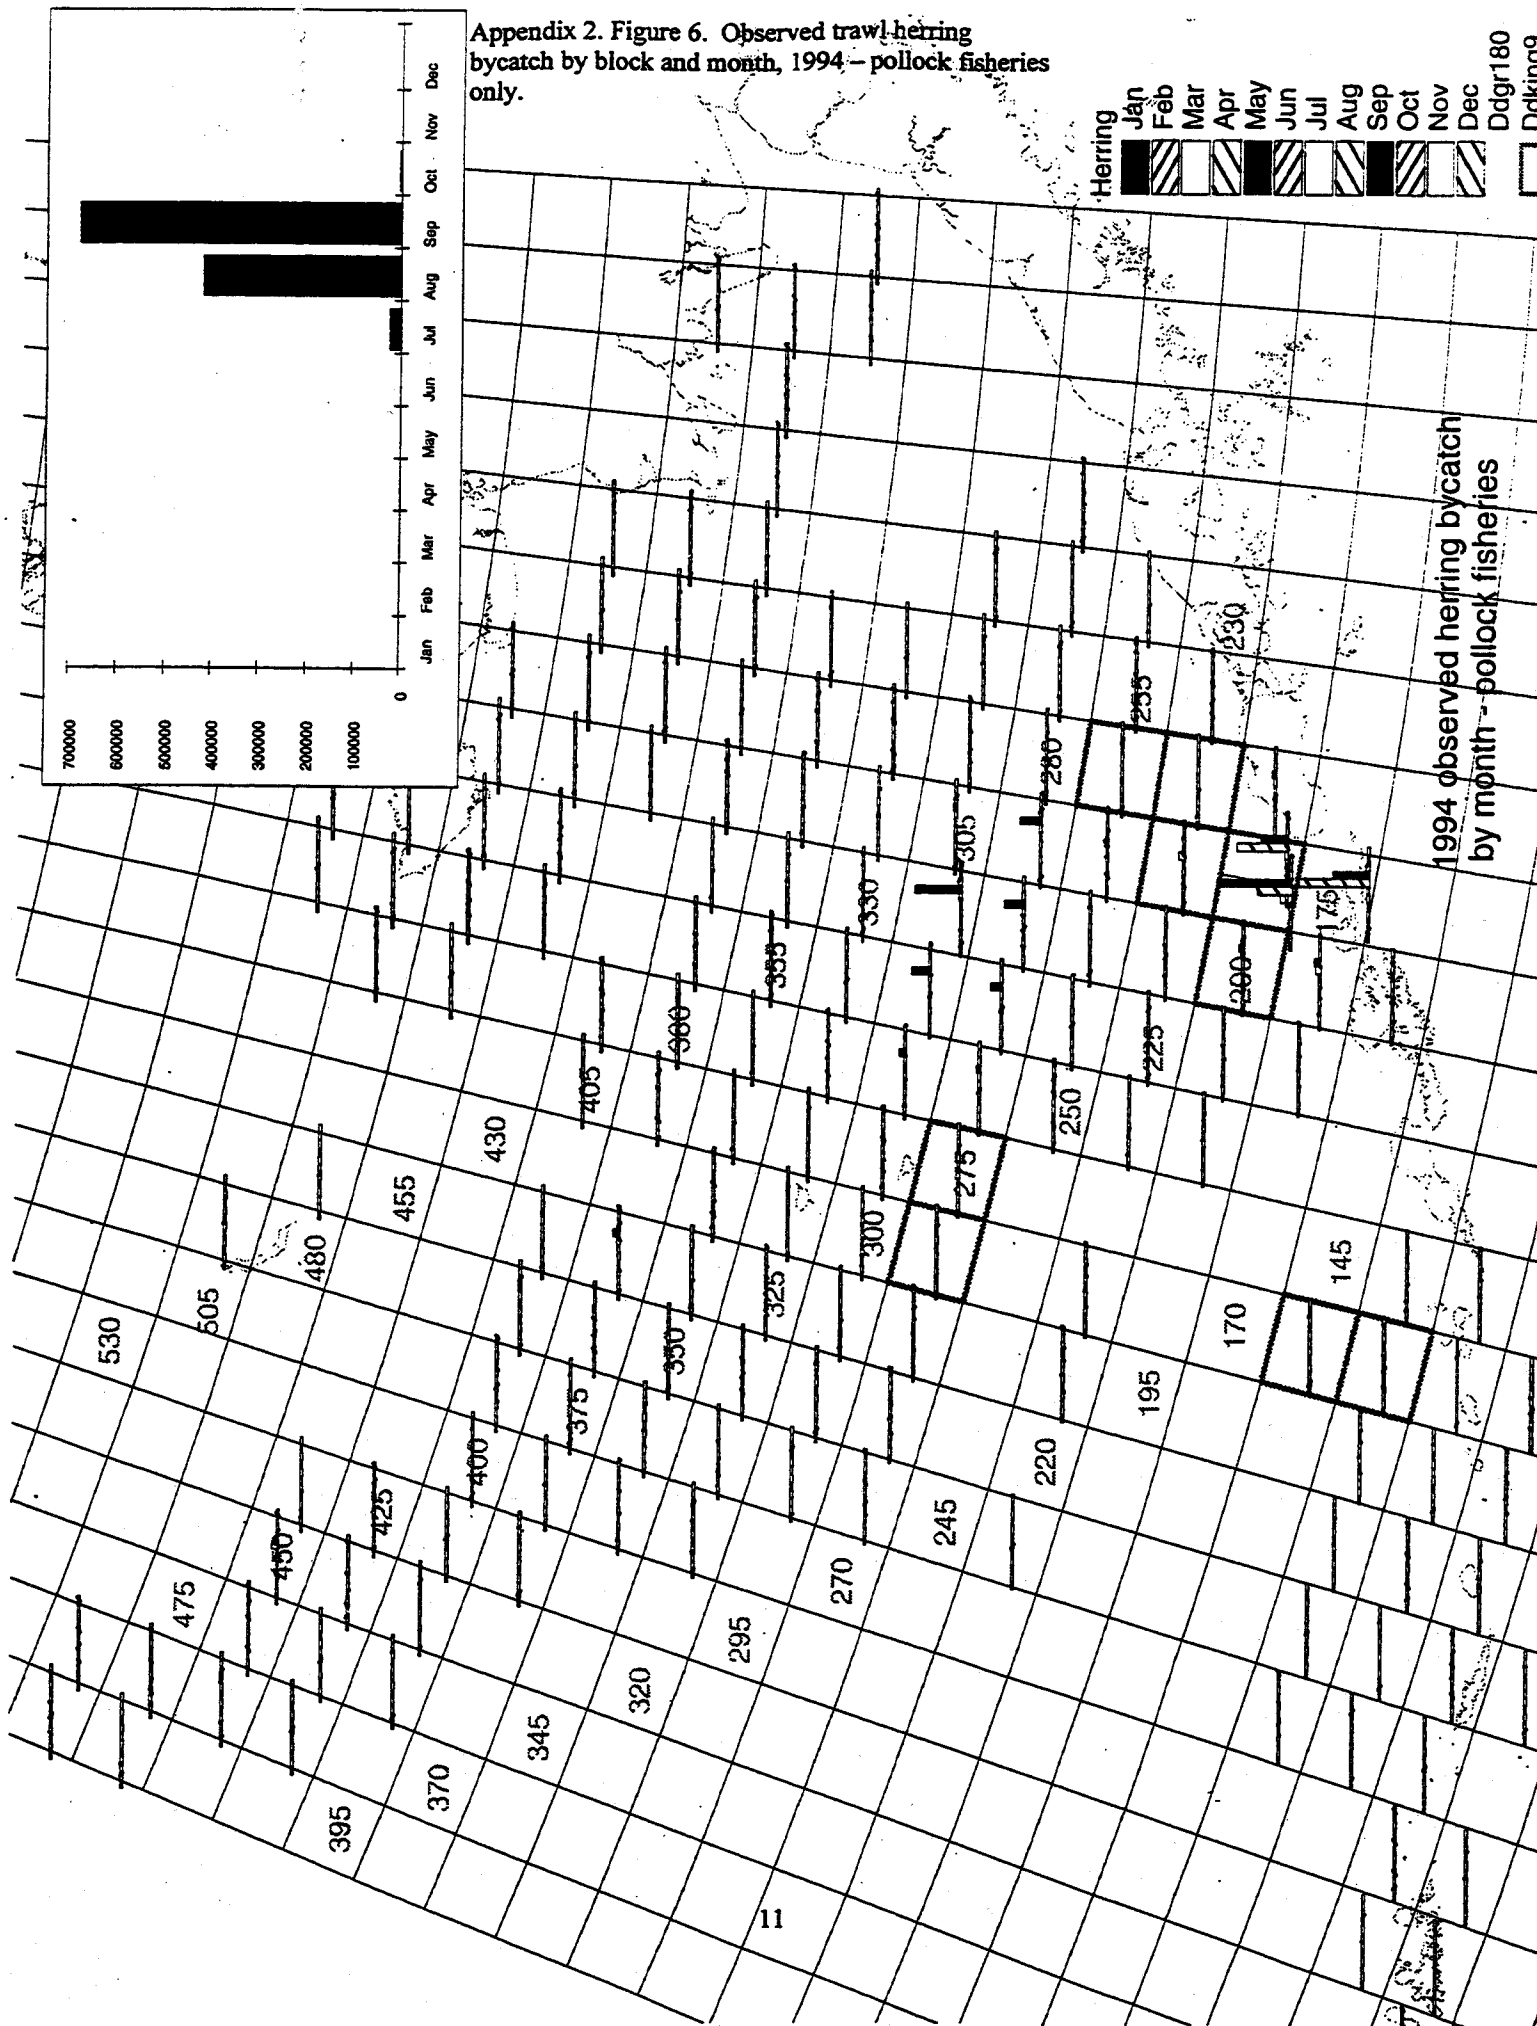 Appendix 2. Figure 6. Observed trawl herring
bycatch by block and month, 1994 – pollock fisheries
only.
700000
600000
500000
400000
300000
200000
100000
0
Jan
Feb
Mar
Apr
May
Jun
Jul
Aug
Sep
Oct
Nov
Dec
Herring
Jan
Feb
Mar
Apr
May
Jun
Jul
Aug
Sep
Oct
Nov
Dec
Ddgr180
Ddking9
1994 observed herring bycatch
by month - pollock fisheries
530
505
480
455
430
405
380
355
330
305
280
255
230
475
450
425
400
375
350
325
300
275
250
225
200
175
395
370
345
320
295
270
245
220
195
170
145
11